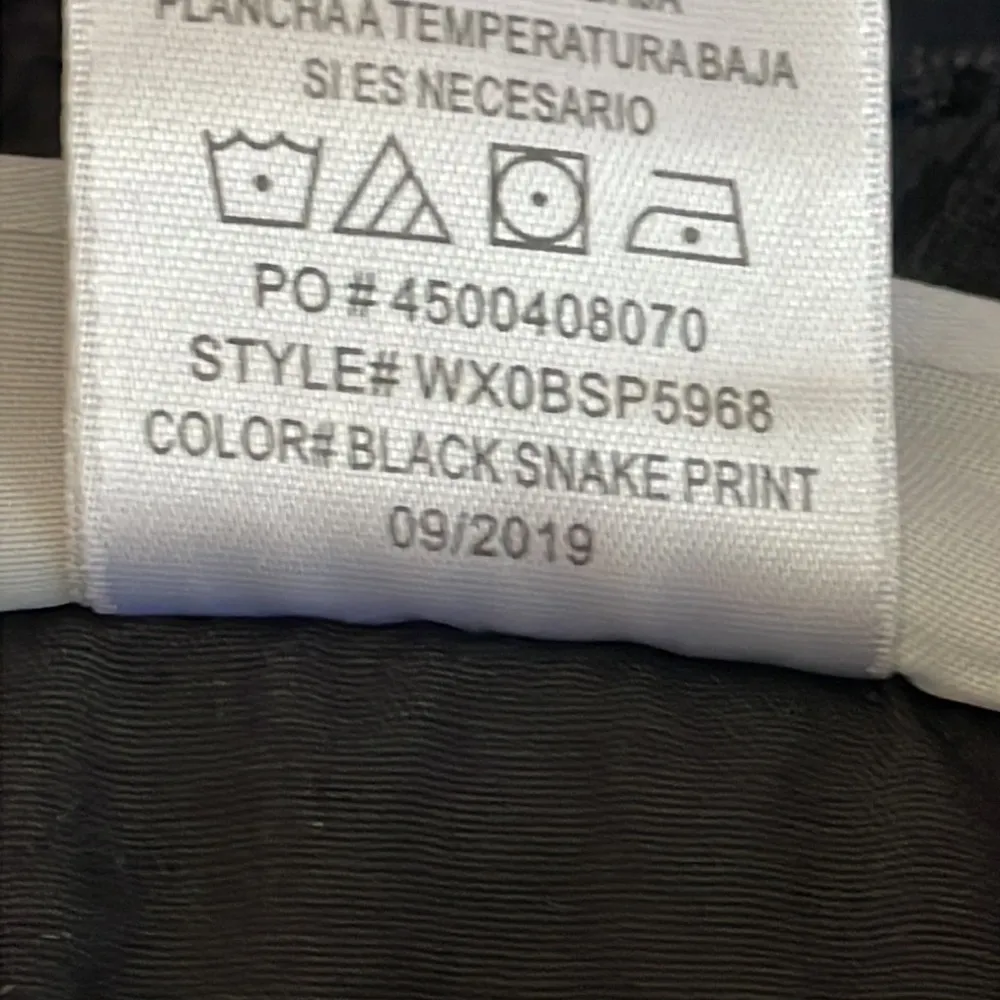 PLANCHA A TEMPERATURA BAJA
SI ES NECESARIO
PO # 4500408070
STYLE# WX0BSP5968
COLOR# BLACK SNAKE PRINT
09/2019